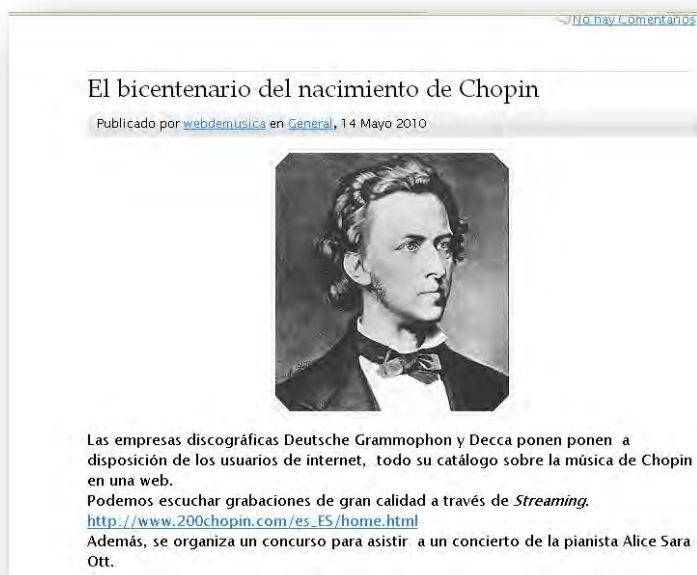 No hay Comentarios
El bicentenario del nacimiento de Chopin
Publicado por webdemusica en General, 14 Mayo 2010
Las empresas discográficas Deutsche Grammophon y Decca ponen ponen a
disposición de los usuarios de internet, todo su catálogo sobre la música de Chopin
en una web.
Podemos escuchar grabaciones de gran calidad a través de Streaming.
http://www.200chopin.com/es_ES/home.html
Además, se organiza un concurso para asistir a un concierto de la pianista Alice Sara
Ott.